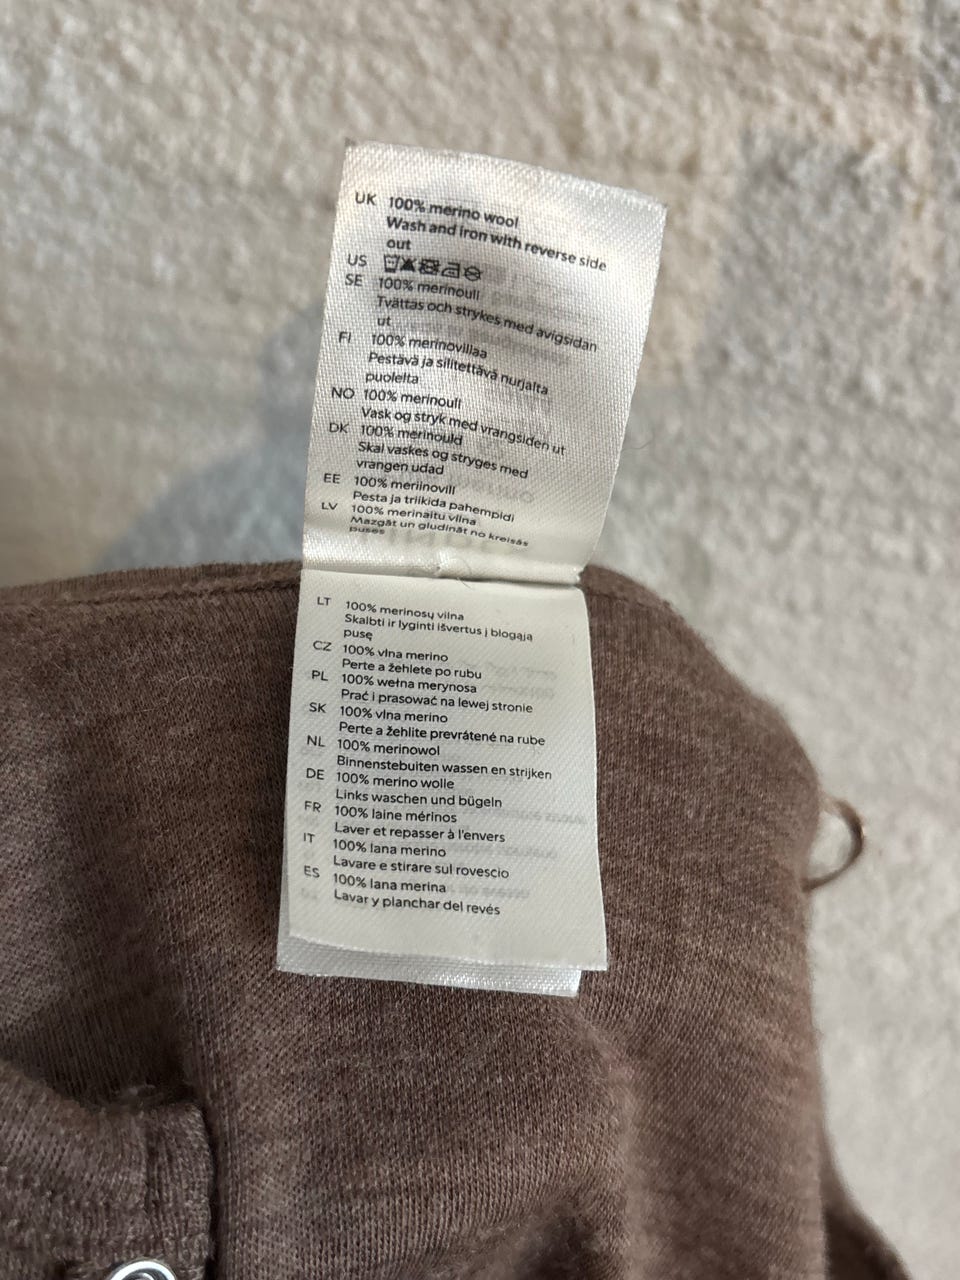 UK 100% merino wool
Wash and iron with reverse side
out
US
SE 100% merinoull
Tvättas och strykes med avigsidan
ut
FI 100% merinovillaa
Pestävä ja silitettävä nurjalta
puolelta
NO 100% merinoull
Vask og stryk med vrangsiden ut
DK 100% merinould
Skal vaskes og stryges med
vrangen udad
EE 100% meriinovill
Pesta ja triikida pahempidi
LV 100% merinaitu vilna
Mazgāt un gludināt no kreisās
puses
LT 100% merinosų vilna
Skalbti ir lyginti išvertus į blogąją
pusę
CZ 100% vlna merino
Perte a žehlete po rubu
PL 100% wełna merynosa
Prać i prasować na lewej stronie
SK 100% vlna merino
Perte a žehlite prevrátené na rube
NL 100% merinowol
Binnenstebuiten wassen en strijken
DE 100% merino wolle
Links waschen und bügeln
FR 100% laine mérinos
Laver et repasser à l'envers
IT 100% lana merino
Lavare e stirare sul rovescio
ES 100% lana merina
Lavar y planchar del revés